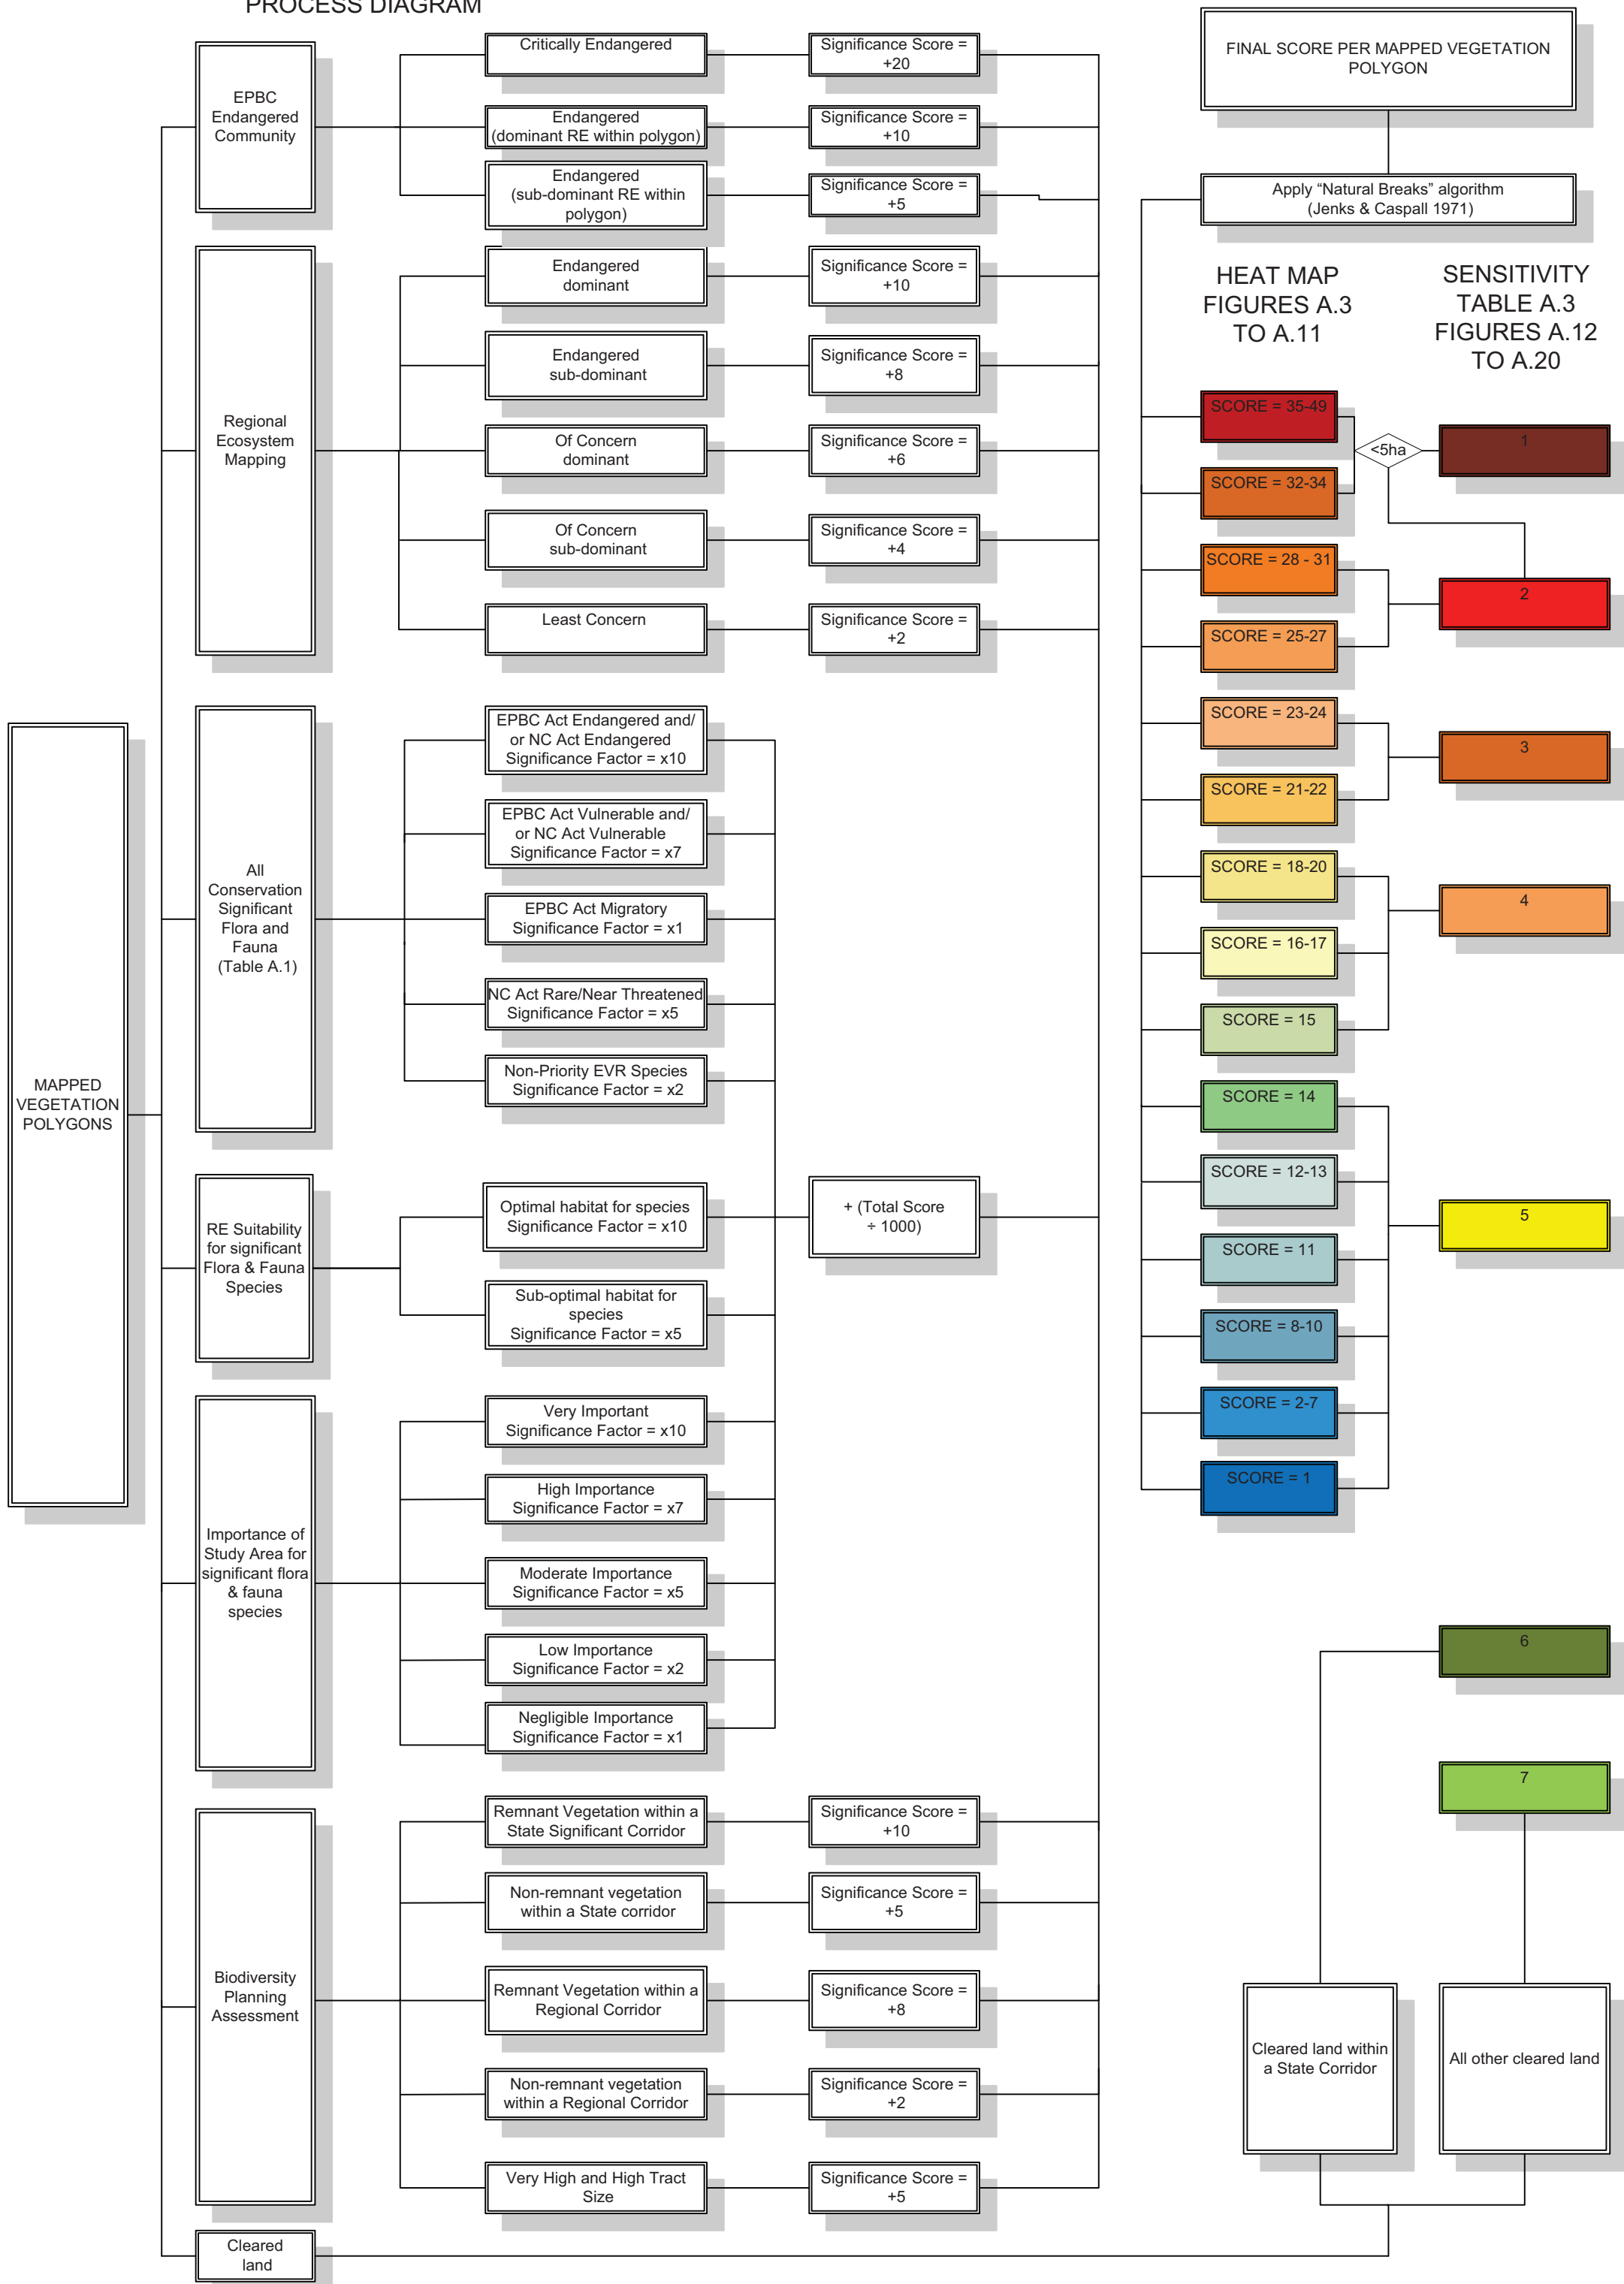 PROCESS DIAGRAM
MAPPED
VEGETATION
POLYGONS
EPBC
Endangered
Community
Critically Endangered
Significance Score =
+20
Endangered
(dominant RE within polygon)
Significance Score =
+10
Endangered
(sub-dominant RE within
polygon)
Significance Score =
+5
Regional
Ecosystem
Mapping
Endangered
dominant
Significance Score =
+10
Endangered
sub-dominant
Significance Score =
+8
Of Concern
dominant
Significance Score =
+6
Of Concern
sub-dominant
Significance Score =
+4
Least Concern
Significance Score =
+2
All
Conservation
Significant
Flora and
Fauna
(Table A.1)
EPBC Act Endangered and/
or NC Act Endangered
Significance Factor = x10
EPBC Act Vulnerable and/
or NC Act Vulnerable
Significance Factor = x7
EPBC Act Migratory
Significance Factor = x1
NC Act Rare/Near Threatened
Significance Factor = x5
Non-Priority EVR Species
Significance Factor = x2
RE Suitability
for significant
Flora & Fauna
Species
Optimal habitat for species
Significance Factor = x10
Sub-optimal habitat for
species
Significance Factor = x5
+ (Total Score
÷ 1000)
Importance of
Study Area for
significant flora
& fauna
species
Very Important
Significance Factor = x10
High Importance
Significance Factor = x7
Moderate Importance
Significance Factor = x5
Low Importance
Significance Factor = x2
Negligible Importance
Significance Factor = x1
Biodiversity
Planning
Assessment
Remnant Vegetation within a
State Significant Corridor
Significance Score =
+10
Non-remnant vegetation
within a State corridor
Significance Score =
+5
Remnant Vegetation within a
Regional Corridor
Significance Score =
+8
Non-remnant vegetation
within a Regional Corridor
Significance Score =
+2
Very High and High Tract
Size
Significance Score =
+5
Cleared
land
FINAL SCORE PER MAPPED VEGETATION
POLYGON
Apply “Natural Breaks” algorithm
(Jenks & Caspall 1971)
HEAT MAP
FIGURES A.3
TO A.11
SENSITIVITY
TABLE A.3
FIGURES A.12
TO A.20
SCORE = 35-49
SCORE = 32-34
<5ha
1
SCORE = 28 - 31
SCORE = 25-27
2
SCORE = 23-24
SCORE = 21-22
3
SCORE = 18-20
SCORE = 16-17
SCORE = 15
4
SCORE = 14
SCORE = 12-13
SCORE = 11
SCORE = 8-10
SCORE = 2-7
SCORE = 1
5
6
7
Cleared land within
a State Corridor
All other cleared land